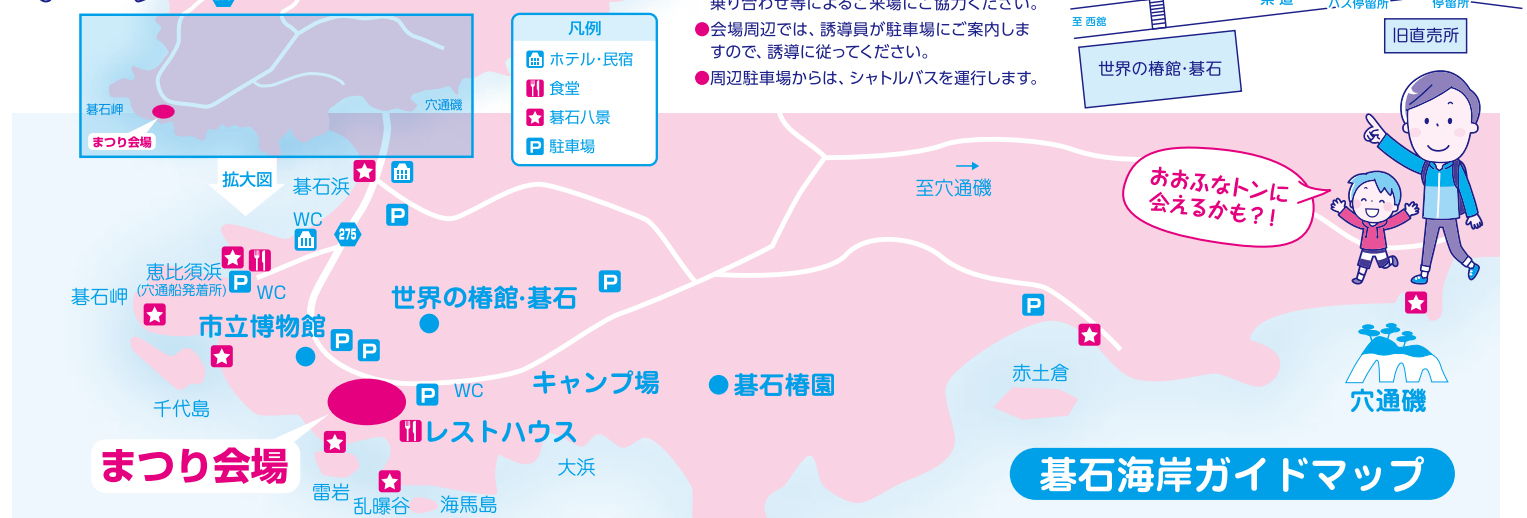 乗り合わせ等によるご来場にご協力ください。
●会場周辺では、誘導員が駐車場にご案内しま
すので、誘導に従ってください。
●周辺駐車場からは、シャトルバスを運行します。
県道
バス停留所
停留所
至 西舘
旧直売所
世界の椿館・碁石
凡例
ホテル・民宿
食堂
碁石八景
P 駐車場
碁石岬
まつり会場
穴通磯
拡大図
碁石浜
P
WC
275
至穴通磯
おおふなトンに
会えるかも?!
恵比須浜
(穴通船発着所)
P
WC
碁石岬
世界の椿館・碁石
P
P
市立博物館
P
P
穴通磯
赤土倉
キャンプ場
碁石椿園
P
WC
千代島
レストハウス
まつり会場
大浜
雷岩
乱曝谷
海馬島
碁石海岸ガイドマップ